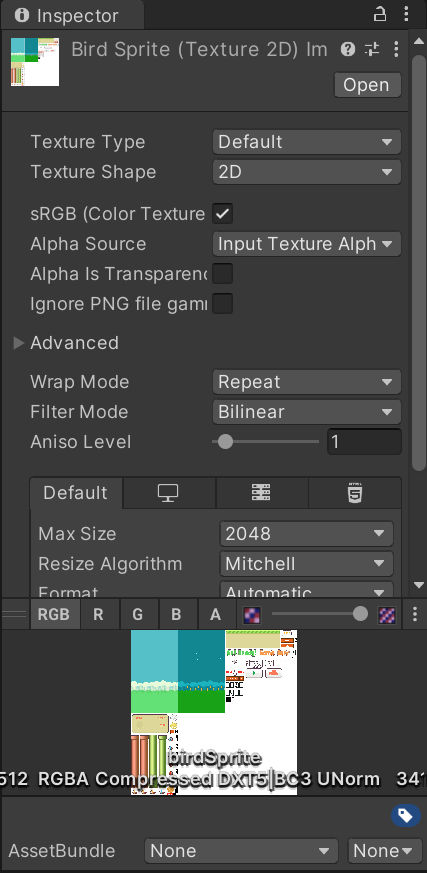 Inspector
Bird Sprite (Texture 2D) Im
Open
Texture Type Default
Texture Shape 2D
sRGB (Color Texture
Alpha Source Input Texture Alph
Alpha Is Transparenc
Ignore PNG file gamm
Advanced
Wrap Mode Repeat
Filter Mode Bilinear
Aniso Level 1
Default
Max Size 2048
Resize Algorithm Mitchell
Format Automatic
RGB R G B A
birdSprite
512 RGBA Compressed DXT5|BC3 UNorm 341
AssetBundle None None